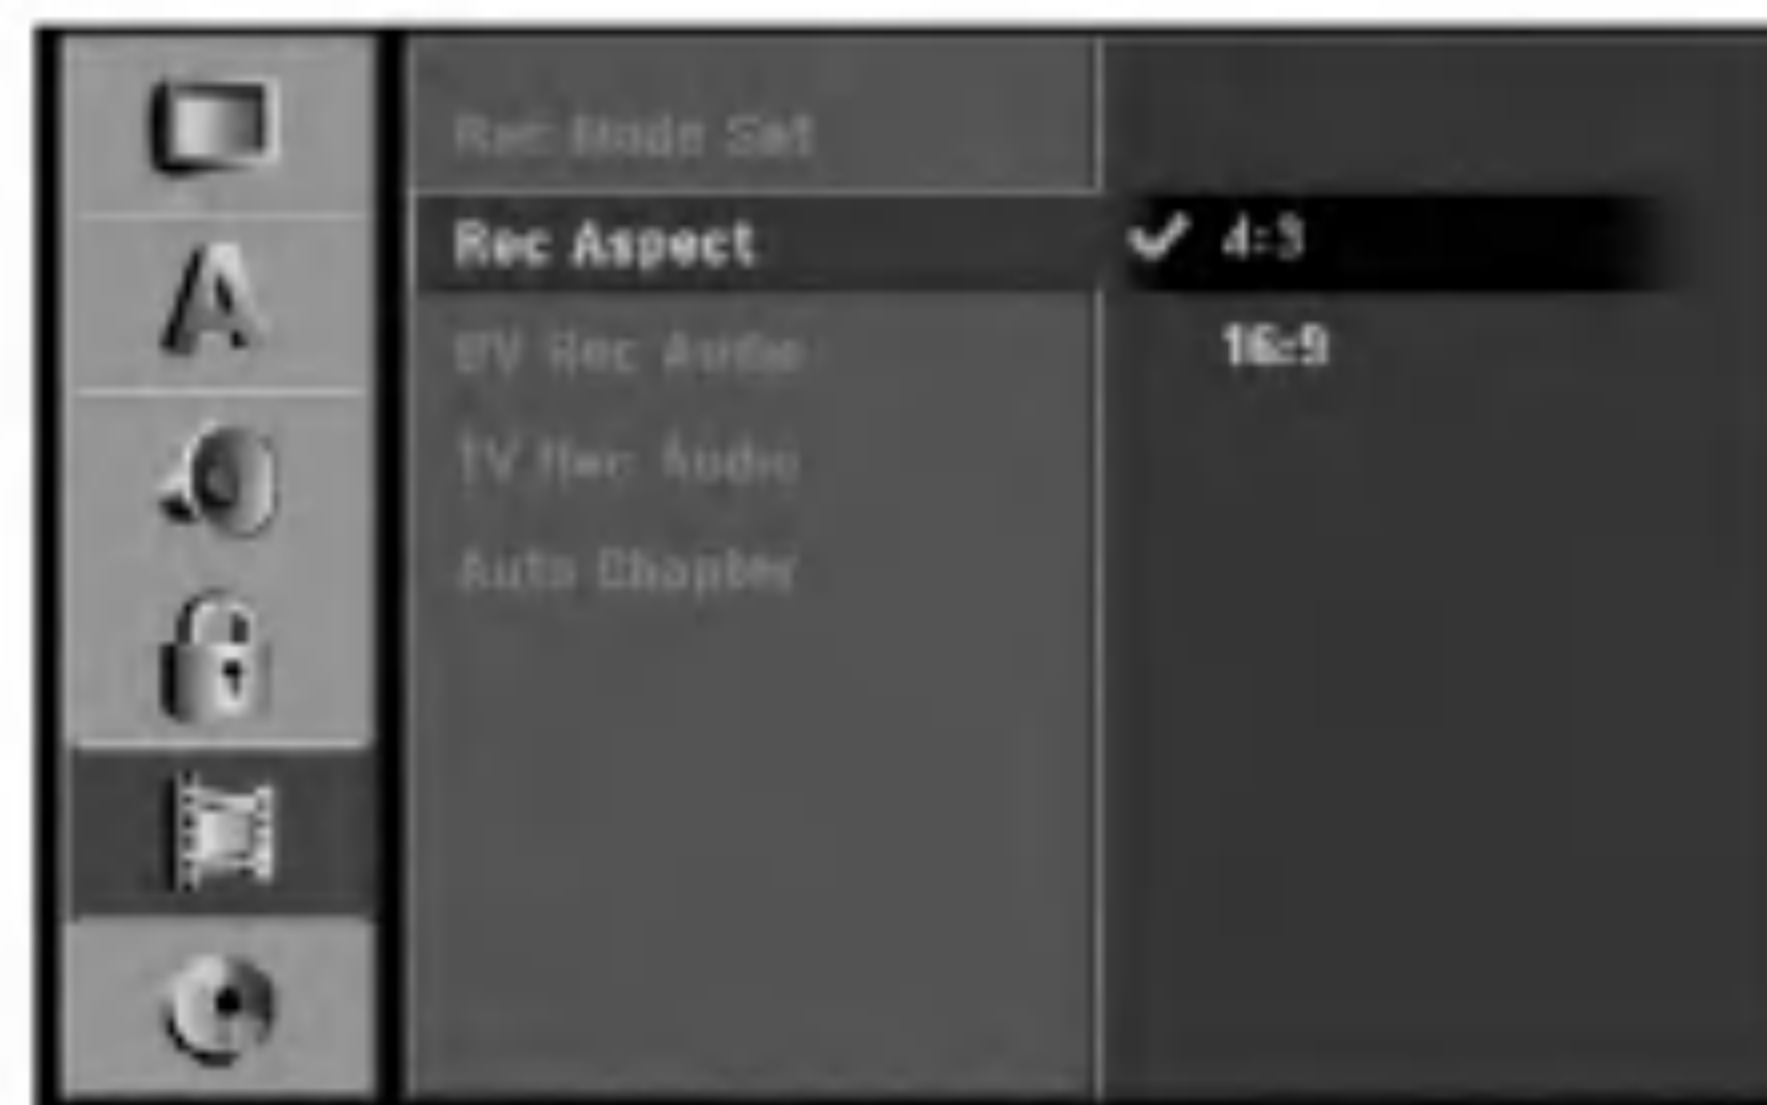 Rec Mode Set
Rec Aspect
4:3
16:9
DV Rec Audio
TV Rec Audio
Auto Chapter